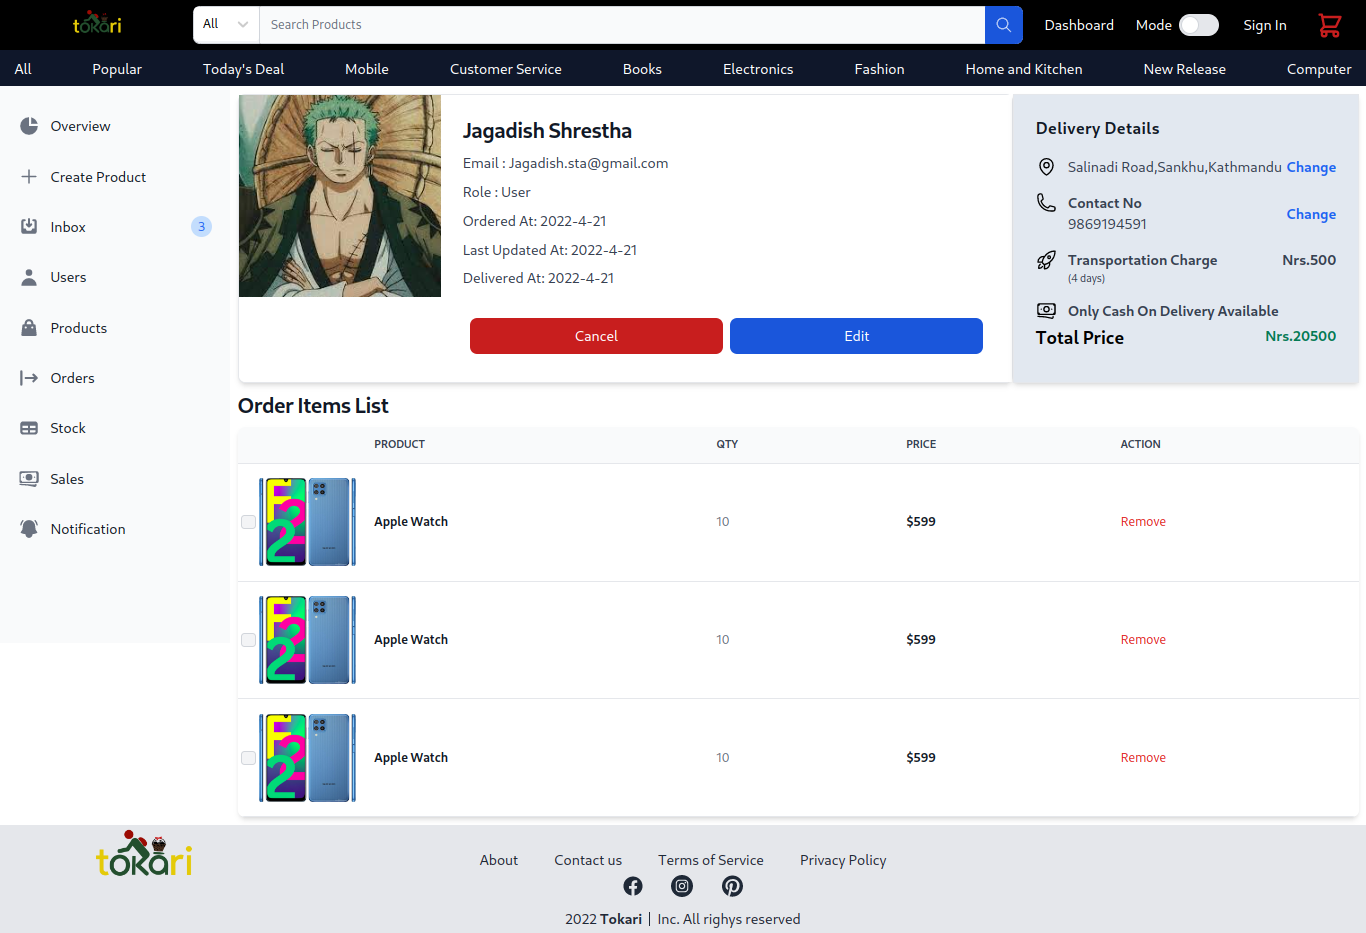 tokari
All
Search Products
Dashboard
Mode
Sign In
All Popular Today's Deal Mobile Customer Service Books Electronics Fashion Home and Kitchen New Release Computer
Overview
Create Product
Inbox 3
Users
Products
Orders
Stock
Sales
Notification
Jagadish Shrestha
Email : Jagadish.sta@gmail.com
Role : User
Ordered At: 2022-4-21
Last Updated At: 2022-4-21
Delivered At: 2022-4-21
Cancel Edit
Delivery Details
Salinadi Road,Sankhu,Kathmandu Change
Contact No
9869194591 Change
Transportation Charge Nrs.500
(4 days)
Only Cash On Delivery Available
Total Price Nrs.20500
Order Items List
PRODUCT QTY PRICE ACTION
Apple Watch 10 $599 Remove
Apple Watch 10 $599 Remove
Apple Watch 10 $599 Remove
tokari
About Contact us Terms of Service Privacy Policy
2022 Tokari | Inc. All righys reserved